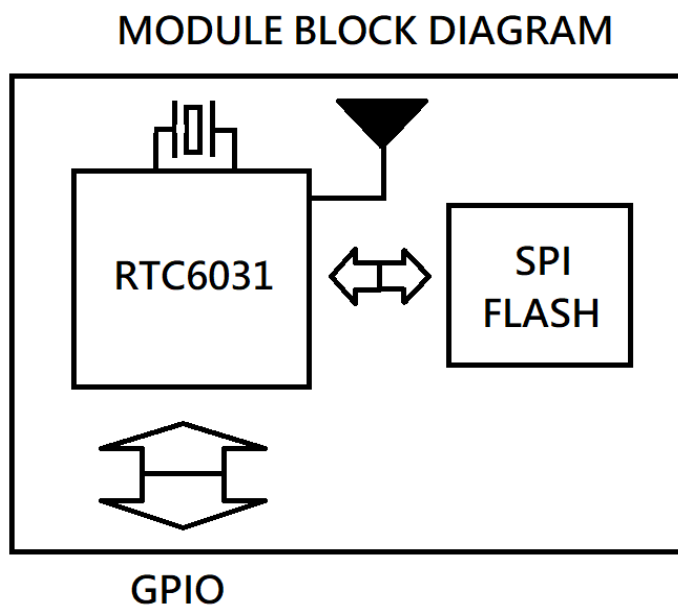 MODULE BLOCK DIAGRAM
RTC6031
SPI
FLASH
GPIO